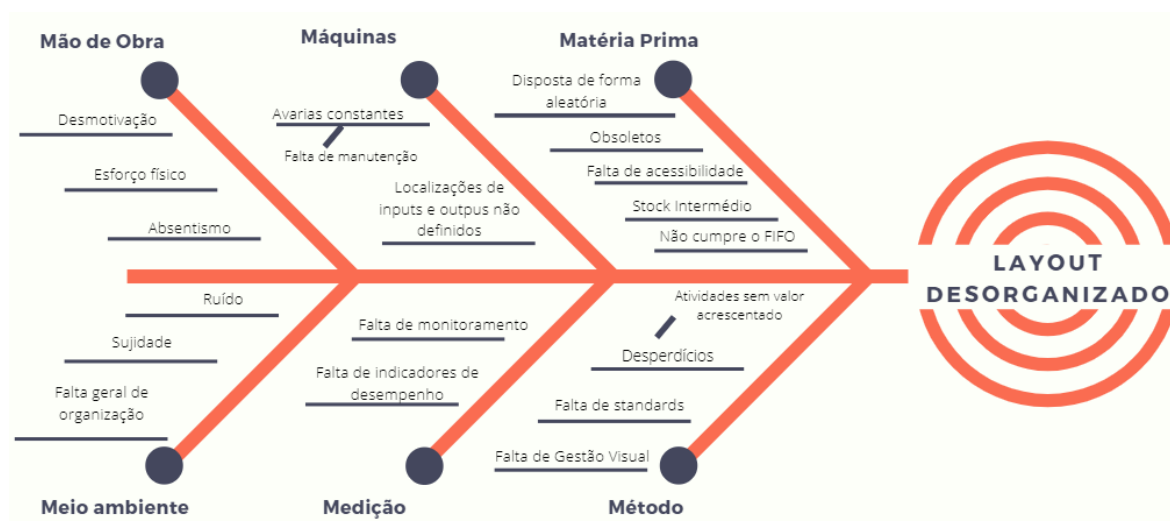 Mão de Obra
Máquinas
Matéria Prima
Desmotivação
Esforço físico
Absentismo
Avarias constantes
Falta de manutenção
Localizações de
inputs e outpus não
definidos
Disposta de forma
aleatória
Obsoletos
Falta de acessibilidade
Stock Intermédio
Não cumpre o FIFO
LAYOUT
DESORGANIZADO
Ruído
Sujidade
Falta geral de
organização
Falta de monitoramento
Falta de indicadores de
desempenho
Atividades sem valor
acrescentado
Desperdícios
Falta de standards
Falta de Gestão Visual
Meio ambiente
Medição
Método